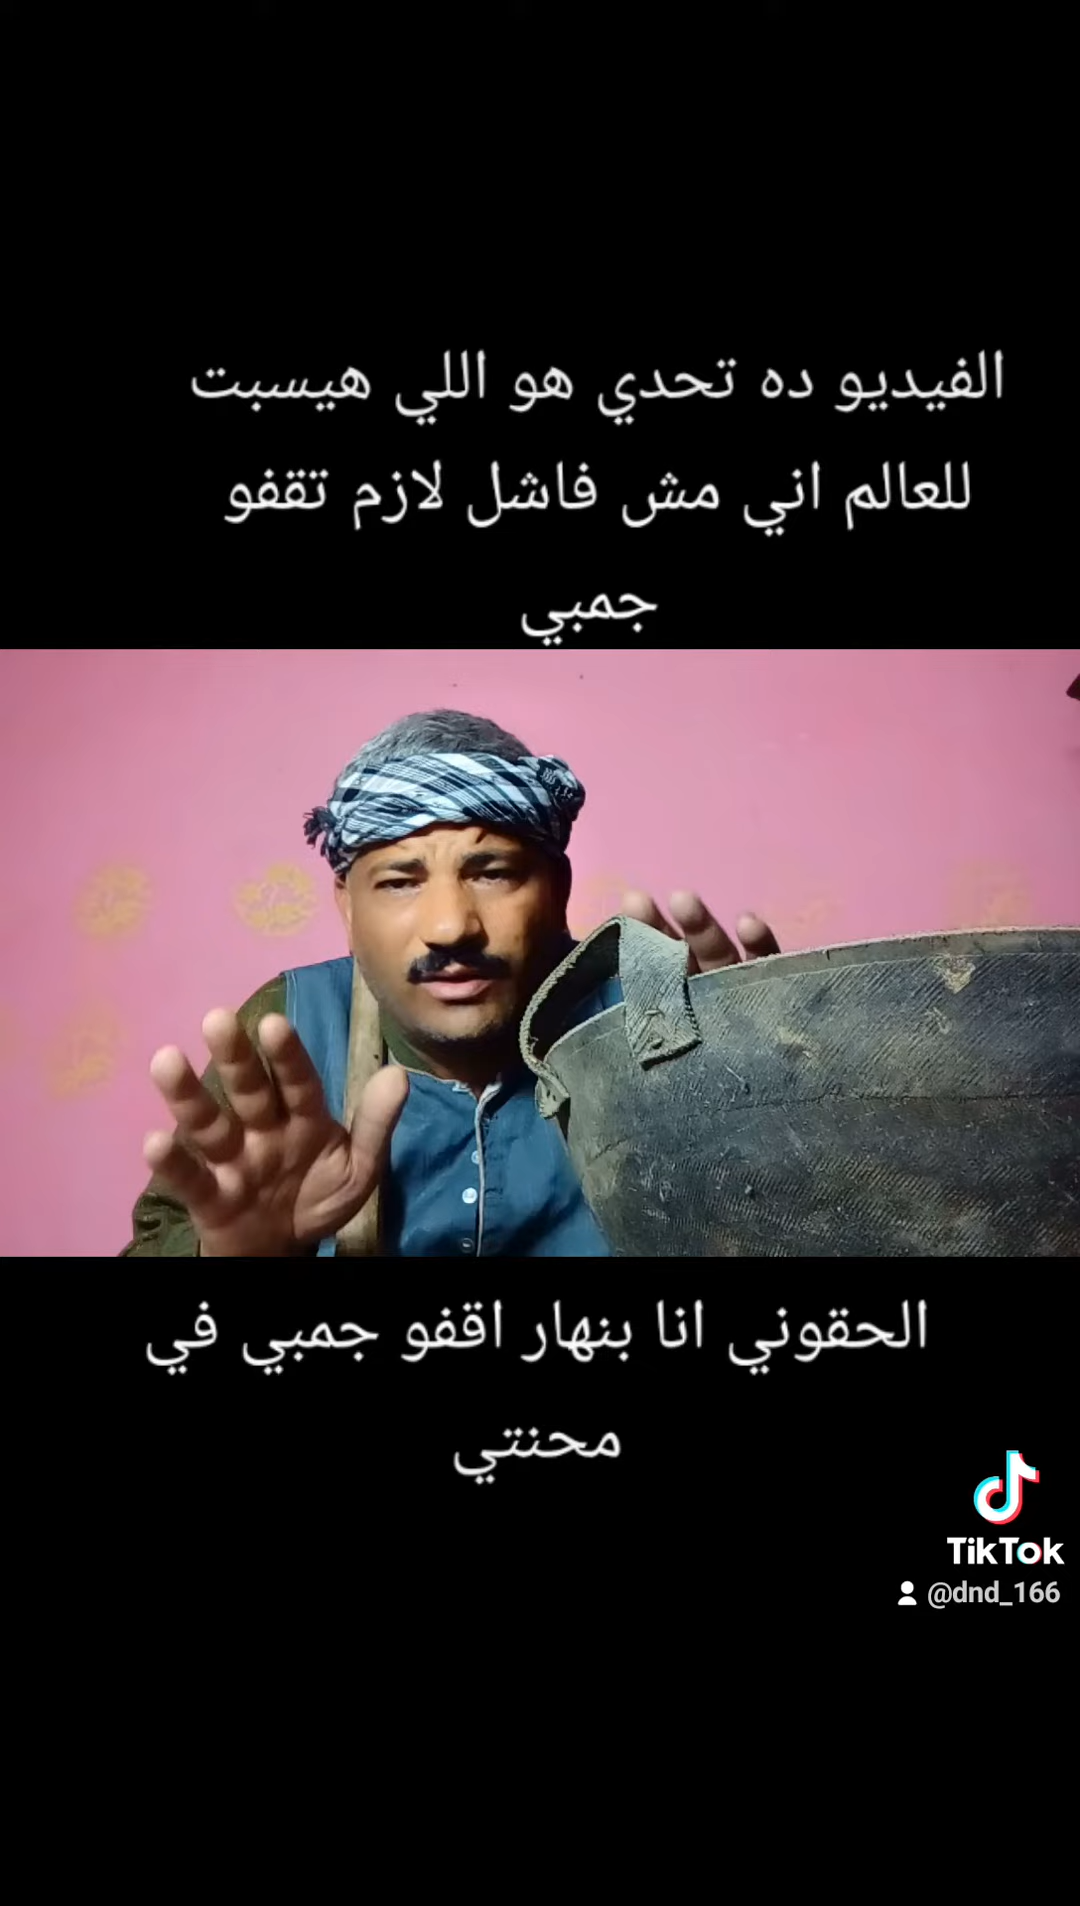 الفيديو ده تحدي هو اللي هيسبت
للعالم اني مش فاشل لازم تقفو
جمبي
الحقوني انا بنهار اقفو جمبي في
محنتي
TikTok
@dnd_166